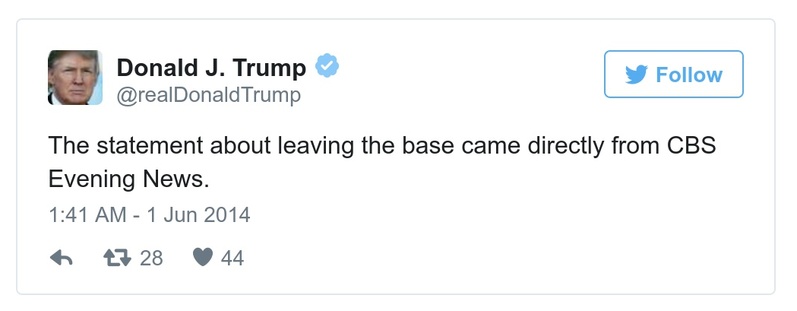 Donald J. Trump
@realDonaldTrump
Follow
The statement about leaving the base came directly from CBS
Evening News.
1:41 AM - 1 Jun 2014
28 44